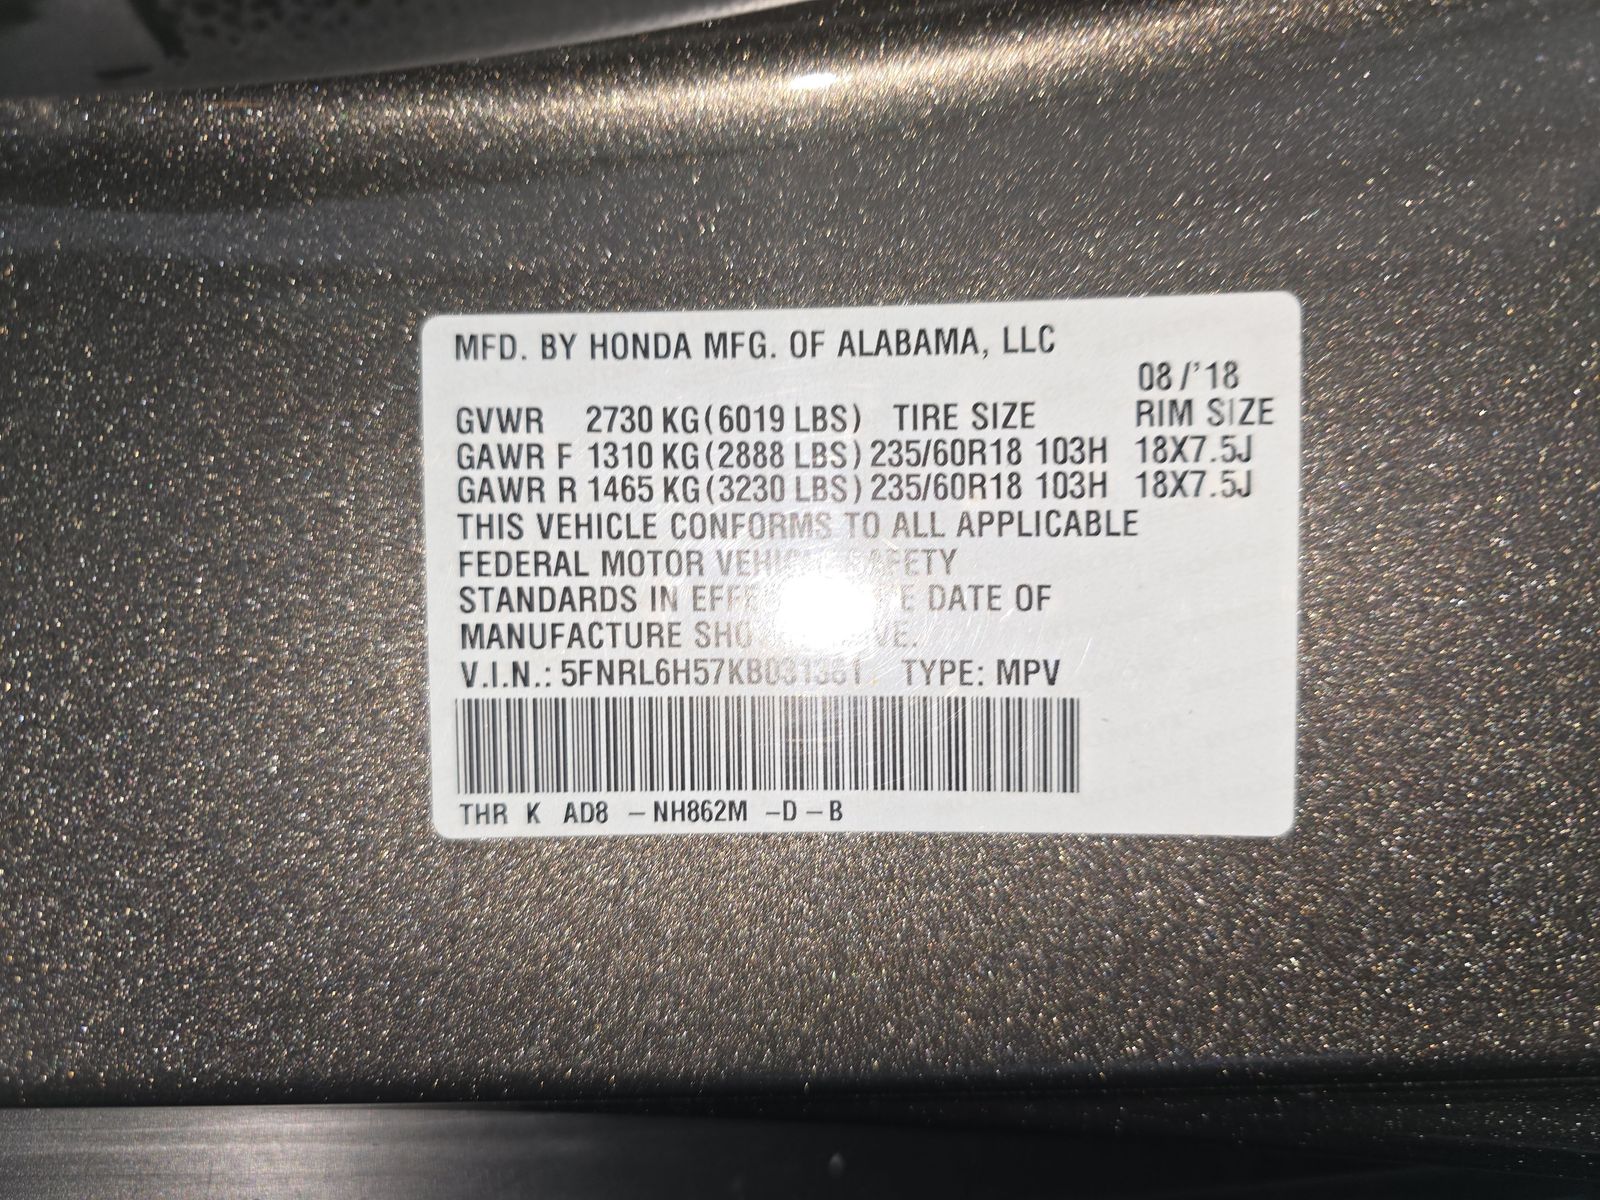 MFD. BY HONDA MFG. OF ALABAMA, LLC
08/'18
GVWR 2730 KG(6019 LBS) TIRE SIZE RIM SIZE
GAWR F 1310 KG(2888 LBS) 235/60R18 103H 18X7.5J
GAWR R 1465 KG(3230 LBS) 235/60R18 103H 18X7.5J
THIS VEHICLE CONFORMS TO ALL APPLICABLE
FEDERAL MOTOR VEHICLE SAFETY
STANDARDS IN DATE OF
MANUFACTURE
V.I.N.: TYPE: MPV
THR K AD8 -NH862M -D-B